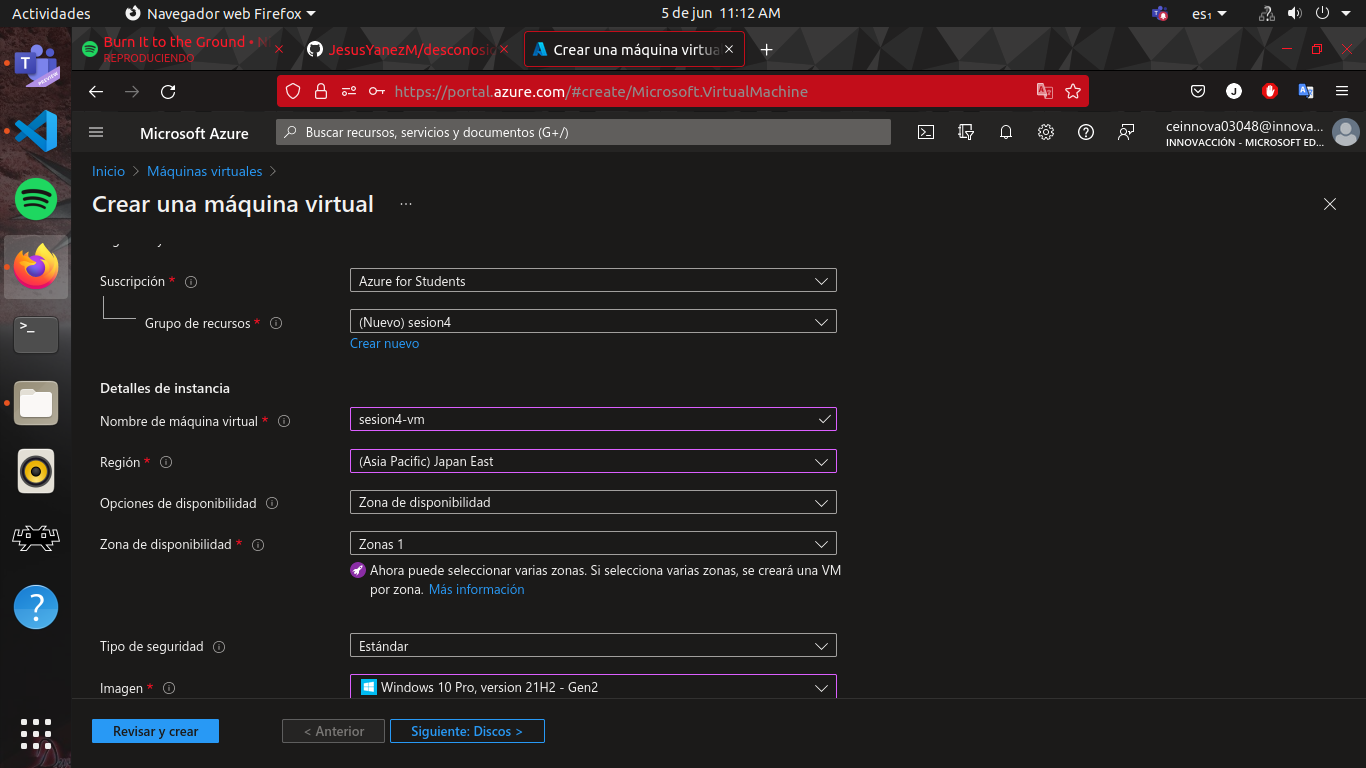 Actividades
Navegador web Firefox
5 de jun 11:12 AM
es₁
Burn It to the Ground • N
REPRODUCIENDO
JesusYanezM/desconosi
Crear una máquina virtua
https://portal.azure.com/#create/Microsoft.VirtualMachine
Microsoft Azure
Buscar recursos, servicios y documentos (G+/)
ceinnova03048@innova...
INNOVACCIÓN - MICROSOFT ED...
Inicio > Máquinas virtuales >
Crear una máquina virtual ...
Suscripción *
Azure for Students
Grupo de recursos *
(Nuevo) sesion4
Crear nuevo
Detalles de instancia
Nombre de máquina virtual *
sesion4-vm
Región *
(Asia Pacific) Japan East
Opciones de disponibilidad
Zona de disponibilidad
Zona de disponibilidad *
Zonas 1
Ahora puede seleccionar varias zonas. Si selecciona varias zonas, se creará una VM
por zona. Más información
Tipo de seguridad
Estándar
Imagen *
Windows 10 Pro, version 21H2 - Gen2
Revisar y crear
< Anterior
Siguiente: Discos >